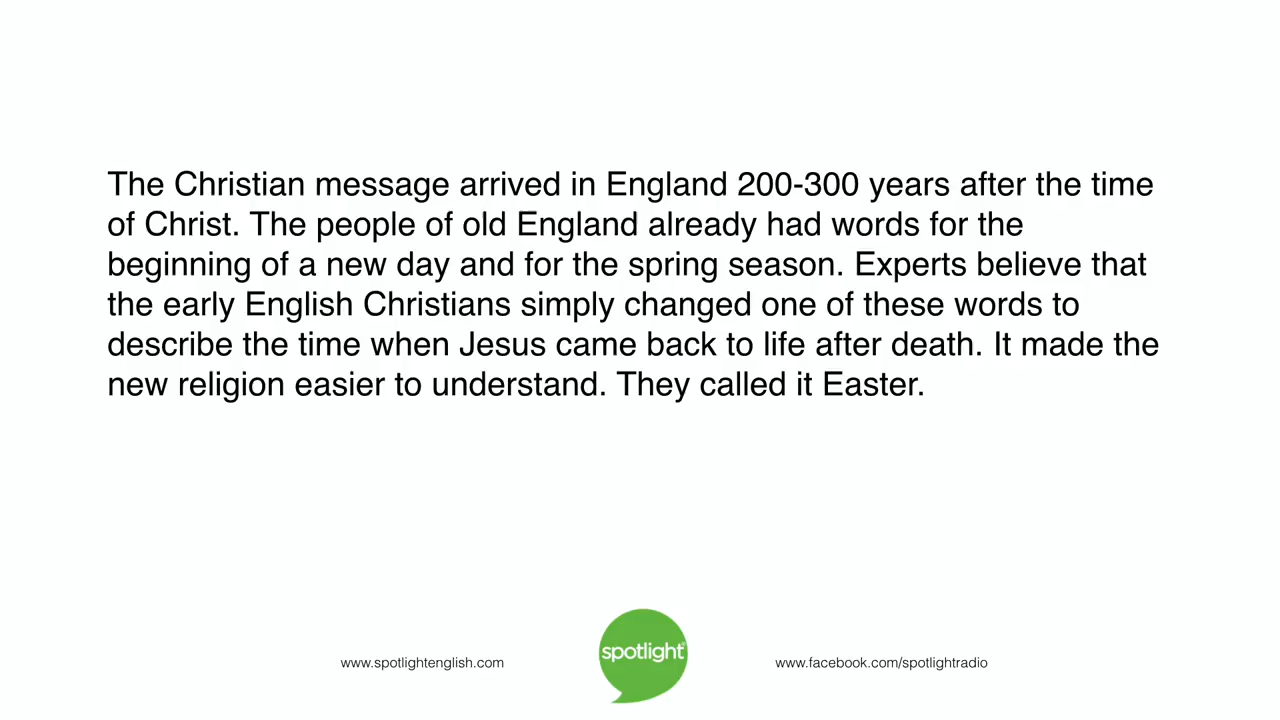 The Christian message arrived in England 200-300 years after the time
of Christ. The people of old England already had words for the
beginning of a new day and for the spring season. Experts believe that
the early English Christians simply changed one of these words to
describe the time when Jesus came back to life after death. It made the
new religion easier to understand. They called it Easter.
www.spotlightenglish.com
spotlight
www.facebook.com/spotlightradio